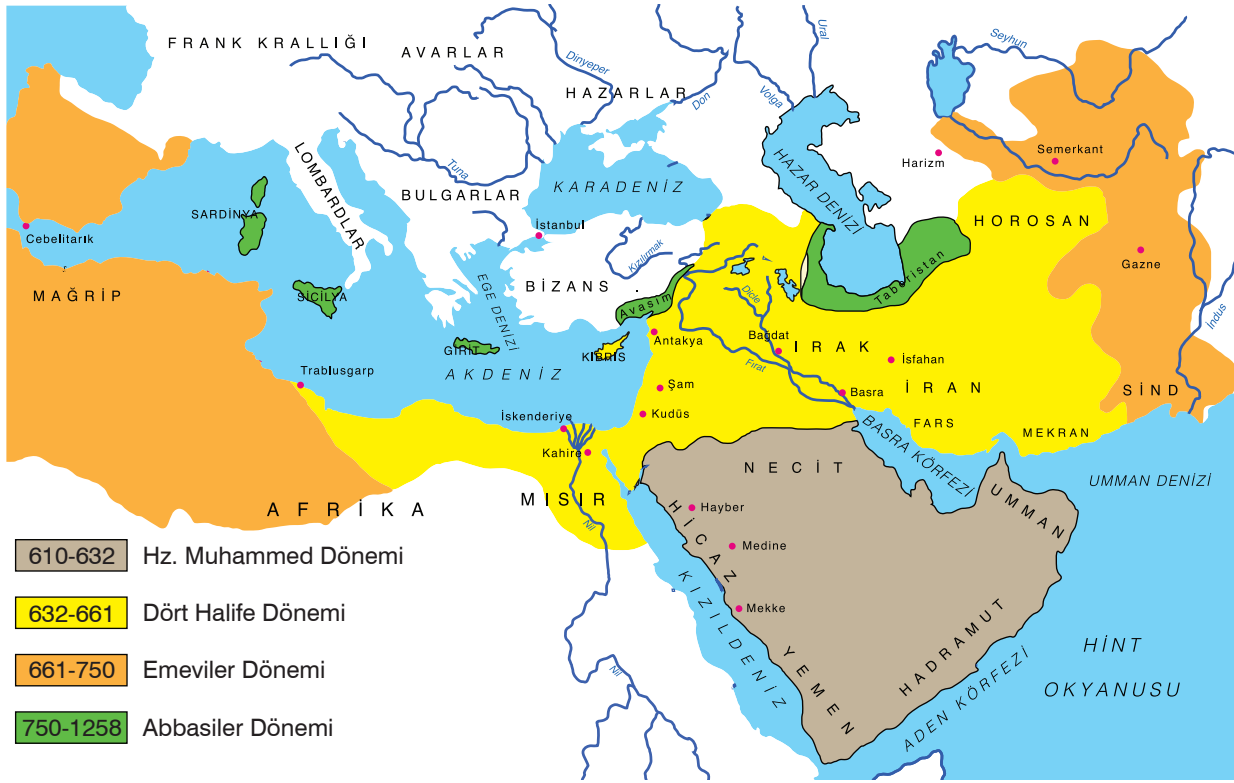 FRANK KRALLIĞI
AVARLAR
Dinyeper
HAZARLAR
Don
Volga
Ural
Seyhun
LOMBARDLAR
Tuna
BULGARLAR
KARADENİZ
HAZAR DENİZİ
Harizm
Semerkant
SARDİNYA
İstanbul
HOROSAN
Cebelitarık
Kızılırmak
Gazne
MAĞRİP
SİCİLYA
EGE DENİZİ
BİZANS
Avasım
Taberistan
İndus
Dicle
Antakya
Bağdat
IRAK
GİRİT
KIBRIS
İsfahan
Fırat
Trablusgarp
AKDENİZ
Şam
İRAN
SİND
Basra
İskenderiye
Kudüs
FARS
MEKRAN
BASRA KÖRFEZİ
Kahire
NECİT
UMMAN DENİZİ
AFRİKA
MISIR
Nil
HİCAZ
Hayber
UMMAN
Medine
KIZILDENİZ
Mekke
YEMEN
HADRAMUT
HİNT
OKYANUSU
ADEN KÖRFEZİ
Nil
610-632 Hz. Muhammed Dönemi
632-661 Dört Halife Dönemi
661-750 Emeviler Dönemi
750-1258 Abbasiler Dönemi